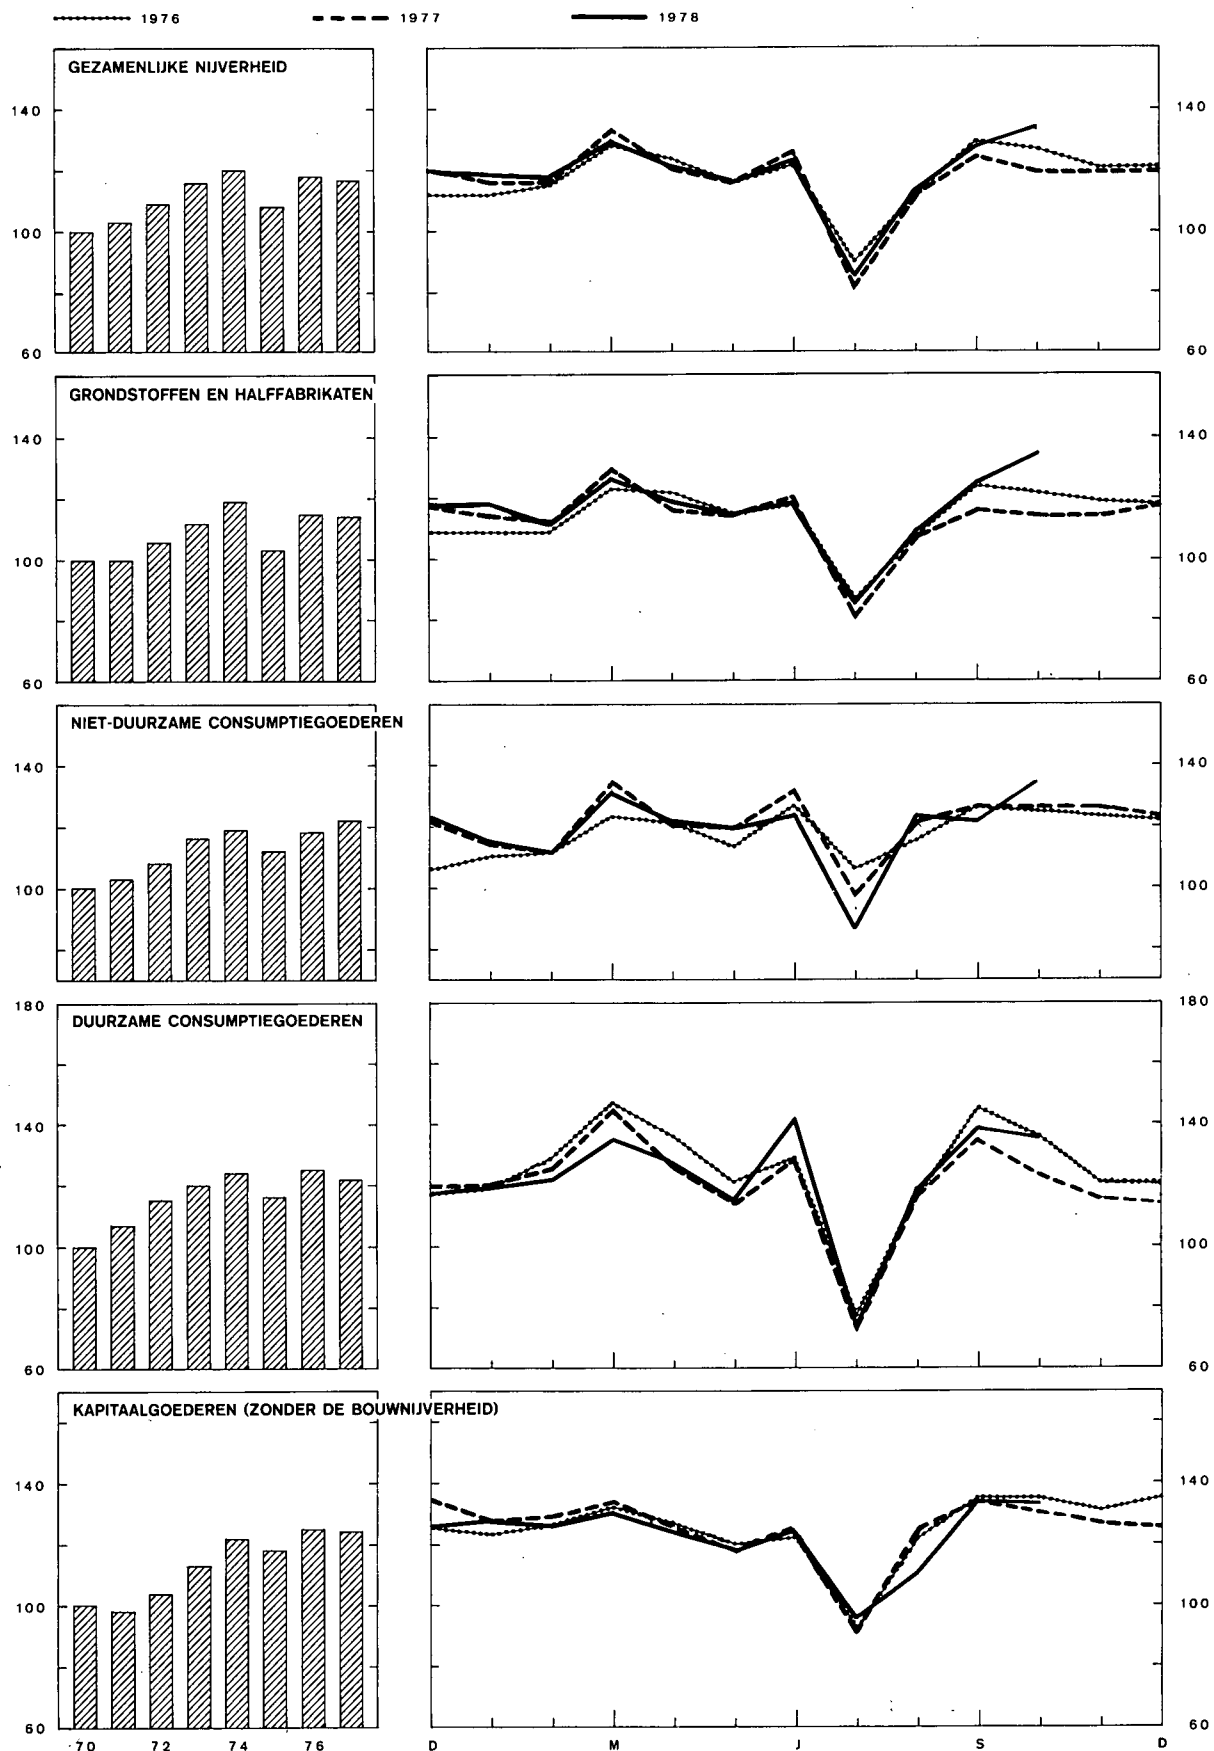 1976 1977 1978
GEZAMENLIJKE NIJVERHEID
140 140
100 100
60 60
GRONDSTOFFEN EN HALFFABRIKATEN
140 140
100 100
60 60
NIET-DUURZAME CONSUMPTIEGOEDEREN
140 140
100 100
180 180
DUURZAME CONSUMPTIEGOEDEREN
140 140
100 100
60 60
KAPITAALGOEDEREN (ZONDER DE BOUWNIJVERHEID)
140 140
100 100
60 60
70 72 74 76 D M J S D